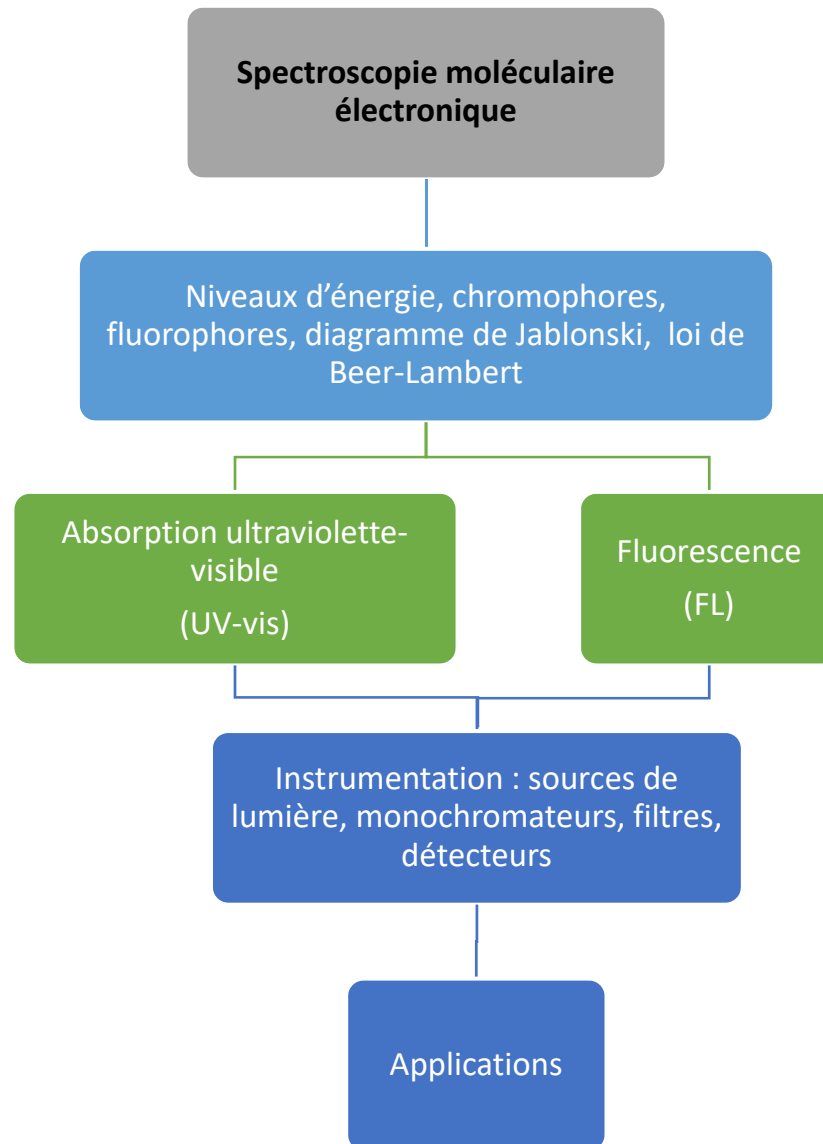 Spectroscopie moléculaire
électronique
Niveaux d’énergie, chromophores,
fluorophores, diagramme de Jablonski,  loi de
Beer-Lambert
Absorption ultraviolette-
visible
(UV-vis)
Fluorescence
(FL)
Instrumentation : sources de
lumière, monochromateurs, filtres,
détecteurs
Applications